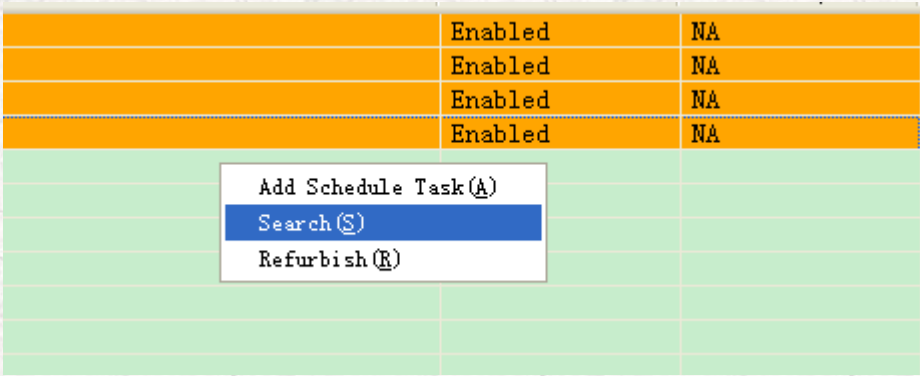 Enabled NA
Enabled NA
Enabled NA
Enabled NA
Add Schedule Task(A)
Search(S)
Refurbish(R)